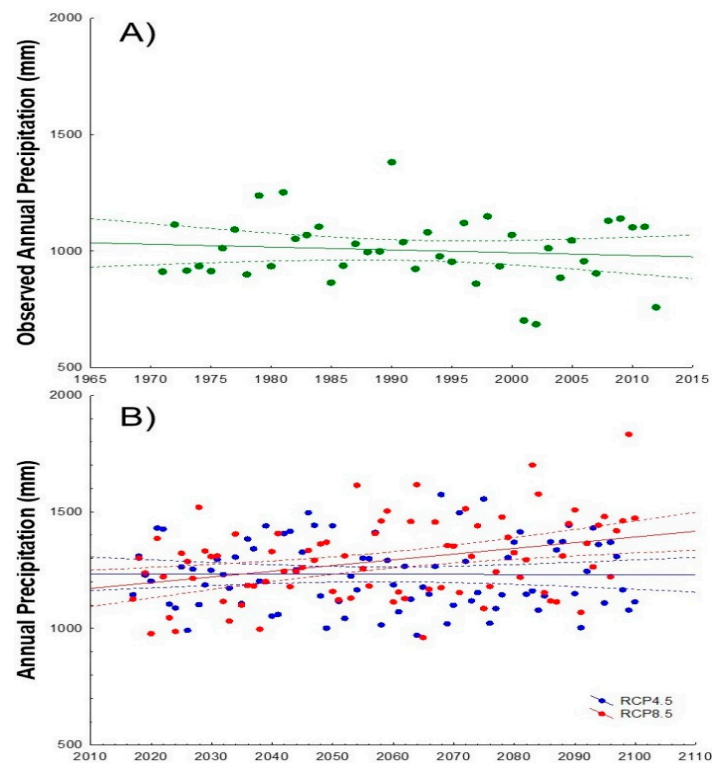 A)
Observed Annual Precipitation (mm)
2000
1500
1000
500
1965 1970 1975 1980 1985 1990 1995 2000 2005 2010 2015
B)
Annual Precipitation (mm)
2000
1500
1000
500
RCP4.5
RCP8.5
2010 2020 2030 2040 2050 2060 2070 2080 2090 2100 2110